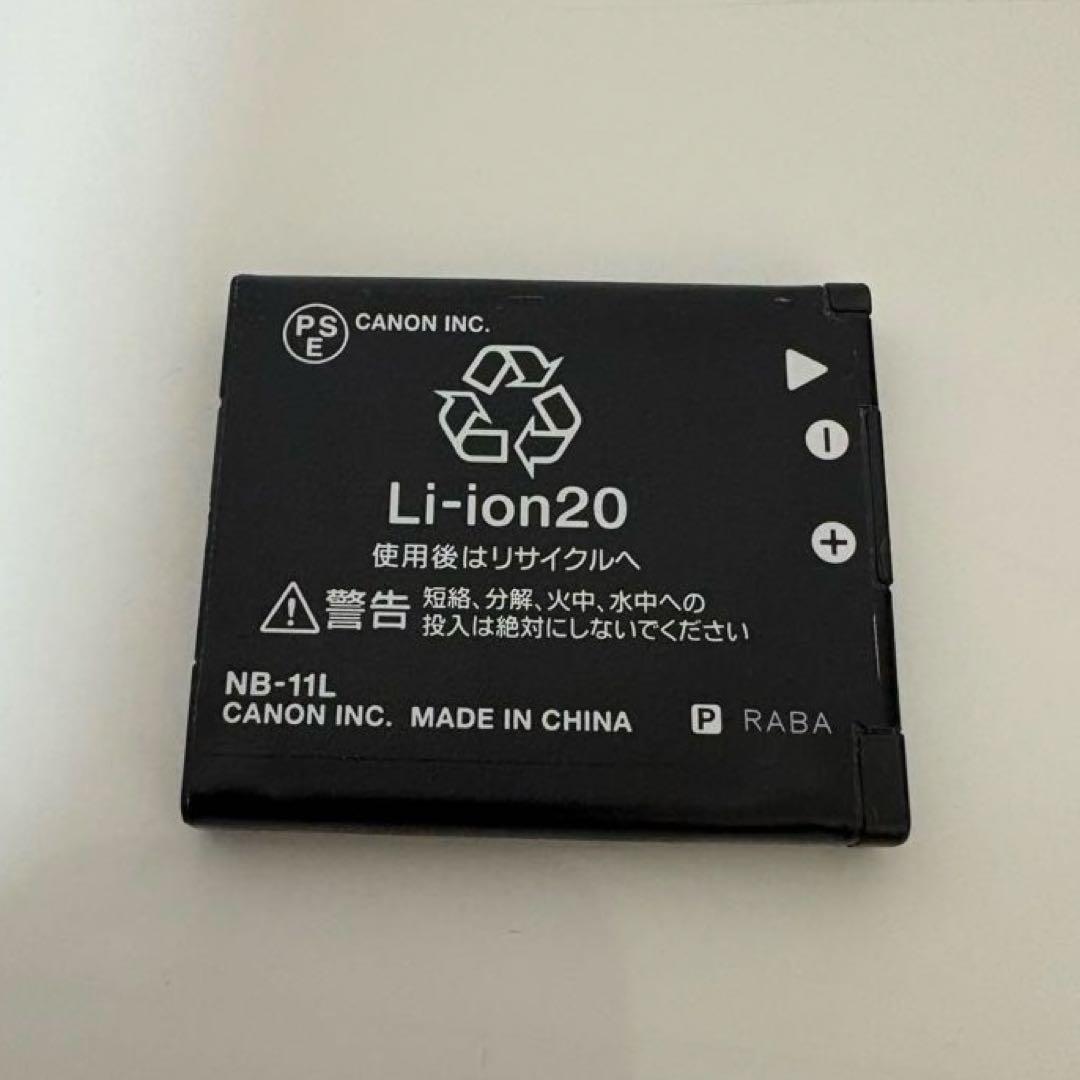 PSE CANON INC.
Li-ion20
使用後はリサイクルへ
警告 短絡、分解、火中、水中への
投入は絶対にしないでください
NB-11L
CANON INC. MADE IN CHINA P RABA